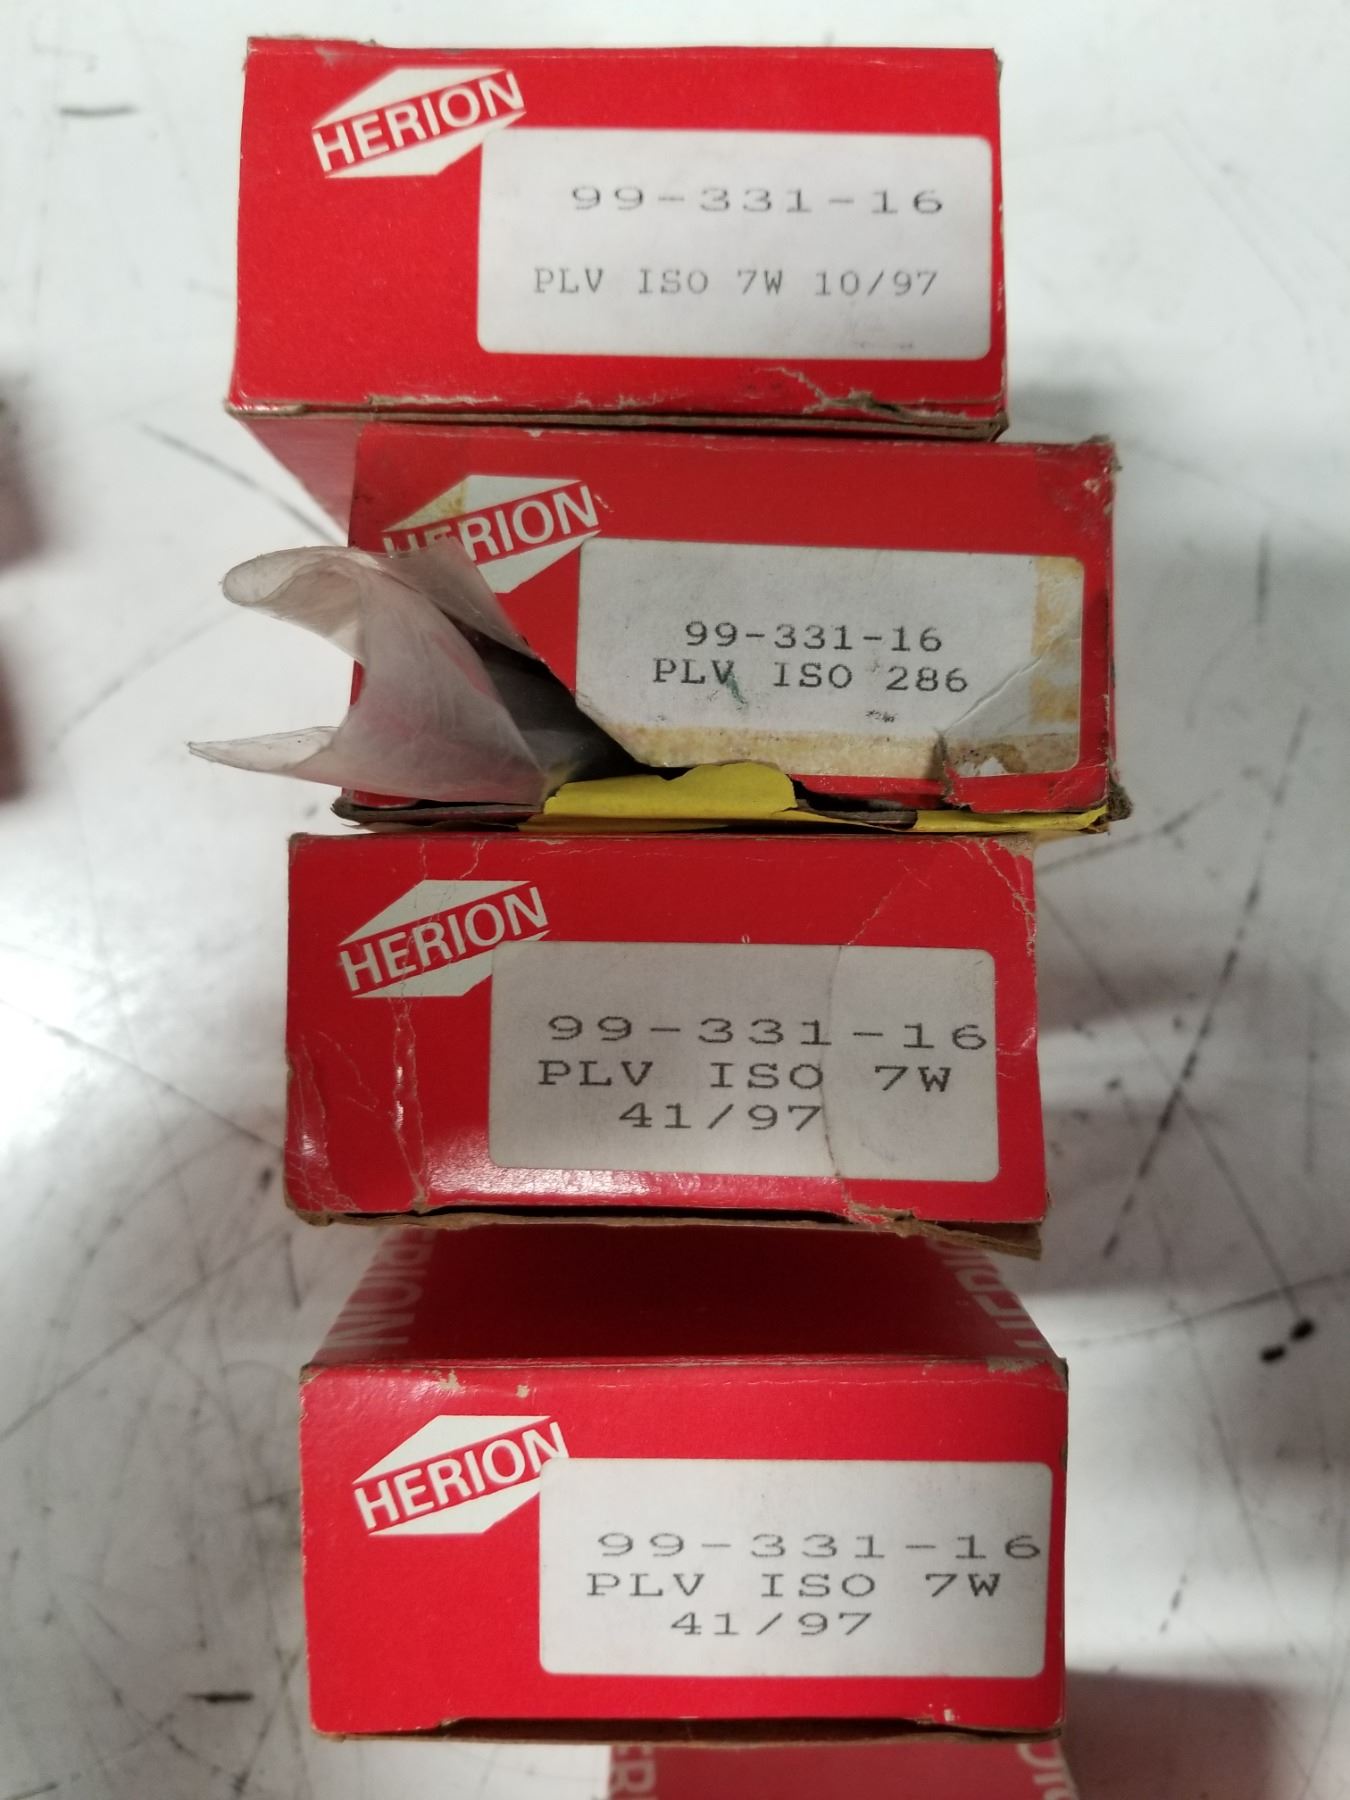 HERION
99-331-16
PLV ISO 7W 10/97
HERION
99-331-16
PLV ISO 286
HERION
99-331-16
PLV ISO 7W
41/97
HERION
99-331-16
PLV ISO 7W
41/97